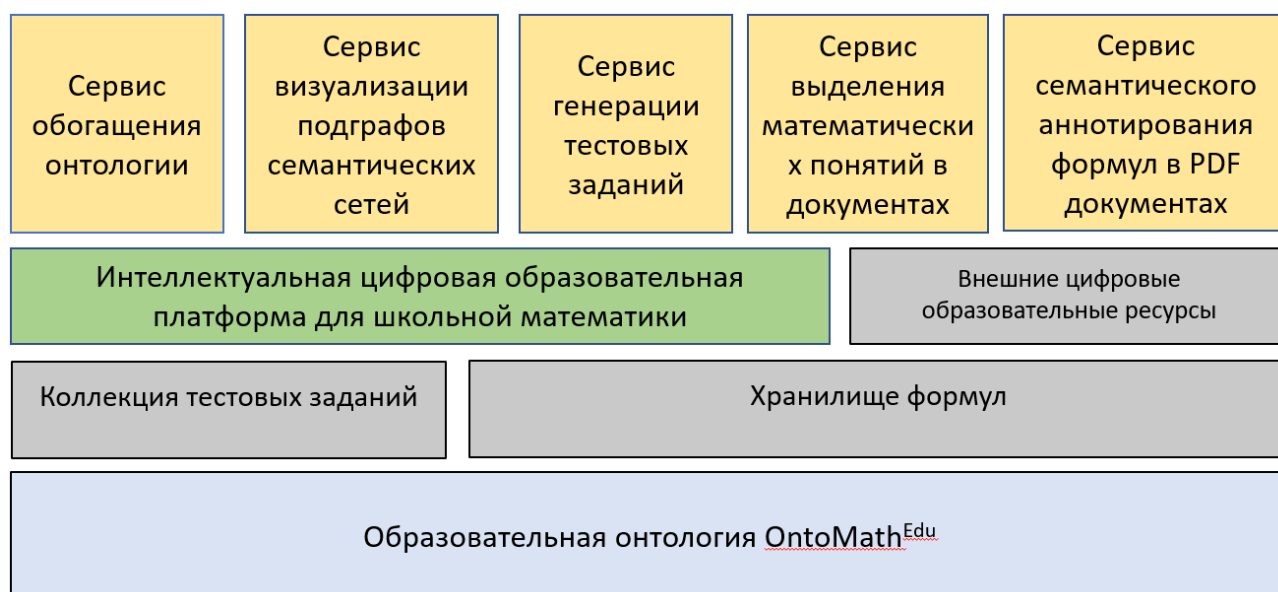 Сервис
обогащения
онтологии
Сервис
визуализации
подграфов
семантических
сетей
Сервис
генерации
тестовых
заданий
Сервис
выделения
математически
х понятий в
документах
Сервис
семантического
аннотирования
формул в PDF
документах
Интеллектуальная цифровая образовательная
платформа для школьной математики
Внешние цифровые
образовательные ресурсы
Коллекция тестовых заданий
Хранилище формул
Образовательная онтология OntoMathEdu